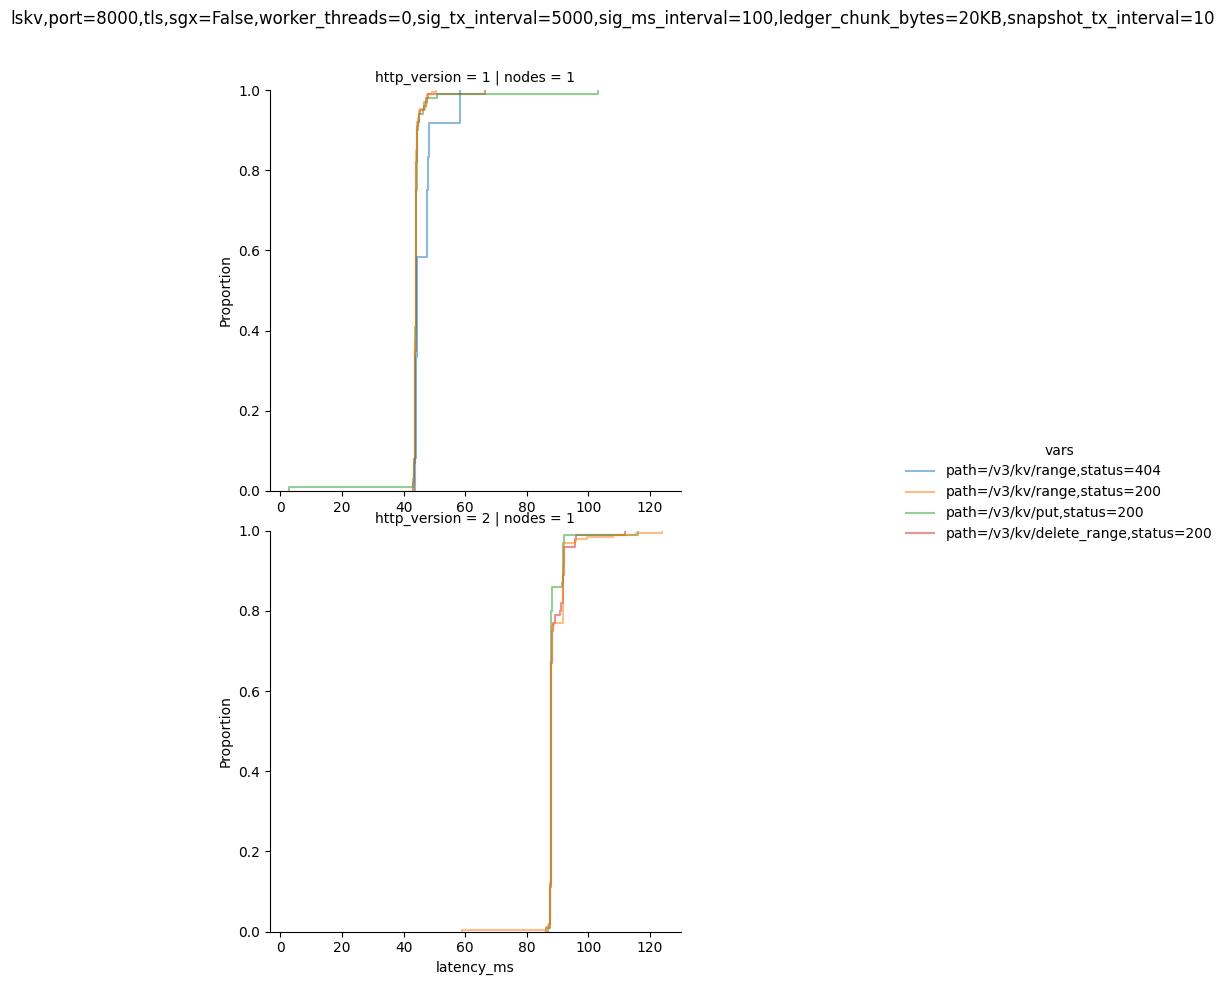 lskv,port=8000,tls,sgx=False,worker_threads=0,sig_tx_interval=5000,sig_ms_interval=100,ledger_chunk_bytes=20KB,snapshot_tx_interval=10
http_version = 1 | nodes = 1
1.0
0.8
0.6
0.4
0.2
0.0
Proportion
0 20 40 60 80 100 120
http_version = 2 | nodes = 1
1.0
0.8
0.6
0.4
0.2
0.0
Proportion
0 20 40 60 80 100 120
latency_ms
vars
path=/v3/kv/range,status=404
path=/v3/kv/range,status=200
path=/v3/kv/put,status=200
path=/v3/kv/delete_range,status=200